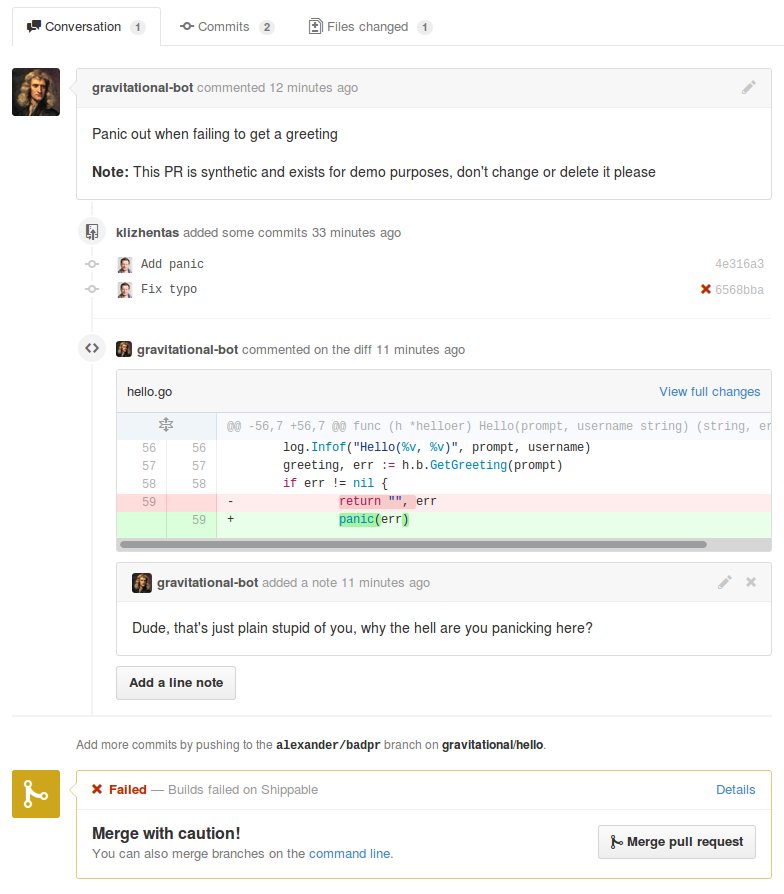 Conversation 1 Commits 2 Files changed 1
gravitational-bot commented 12 minutes ago
Panic out when failing to get a greeting
Note: This PR is synthetic and exists for demo purposes, don't change or delete it please
klizhentas added some commits 33 minutes ago
Add panic 4e316a3
Fix typo 6568bba
gravitational-bot commented on the diff 11 minutes ago
hello.go View full changes
@@ -56,7 +56,7 @@ func (h *helloer) Hello(prompt, username string) (string, er
56 56 log.Infof("Hello(%v, %v)", prompt, username)
57 57 greeting, err := h.b.GetGreeting(prompt)
58 58 if err != nil {
59 - return "", err
59 + panic(err)
gravitational-bot added a note 11 minutes ago
Dude, that's just plain stupid of you, why the hell are you panicking here?
Add a line note
Add more commits by pushing to the alexander/badpr branch on gravitational/hello.
Failed — Builds failed on Shippable Details
Merge with caution!
You can also merge branches on the command line.
Merge pull request